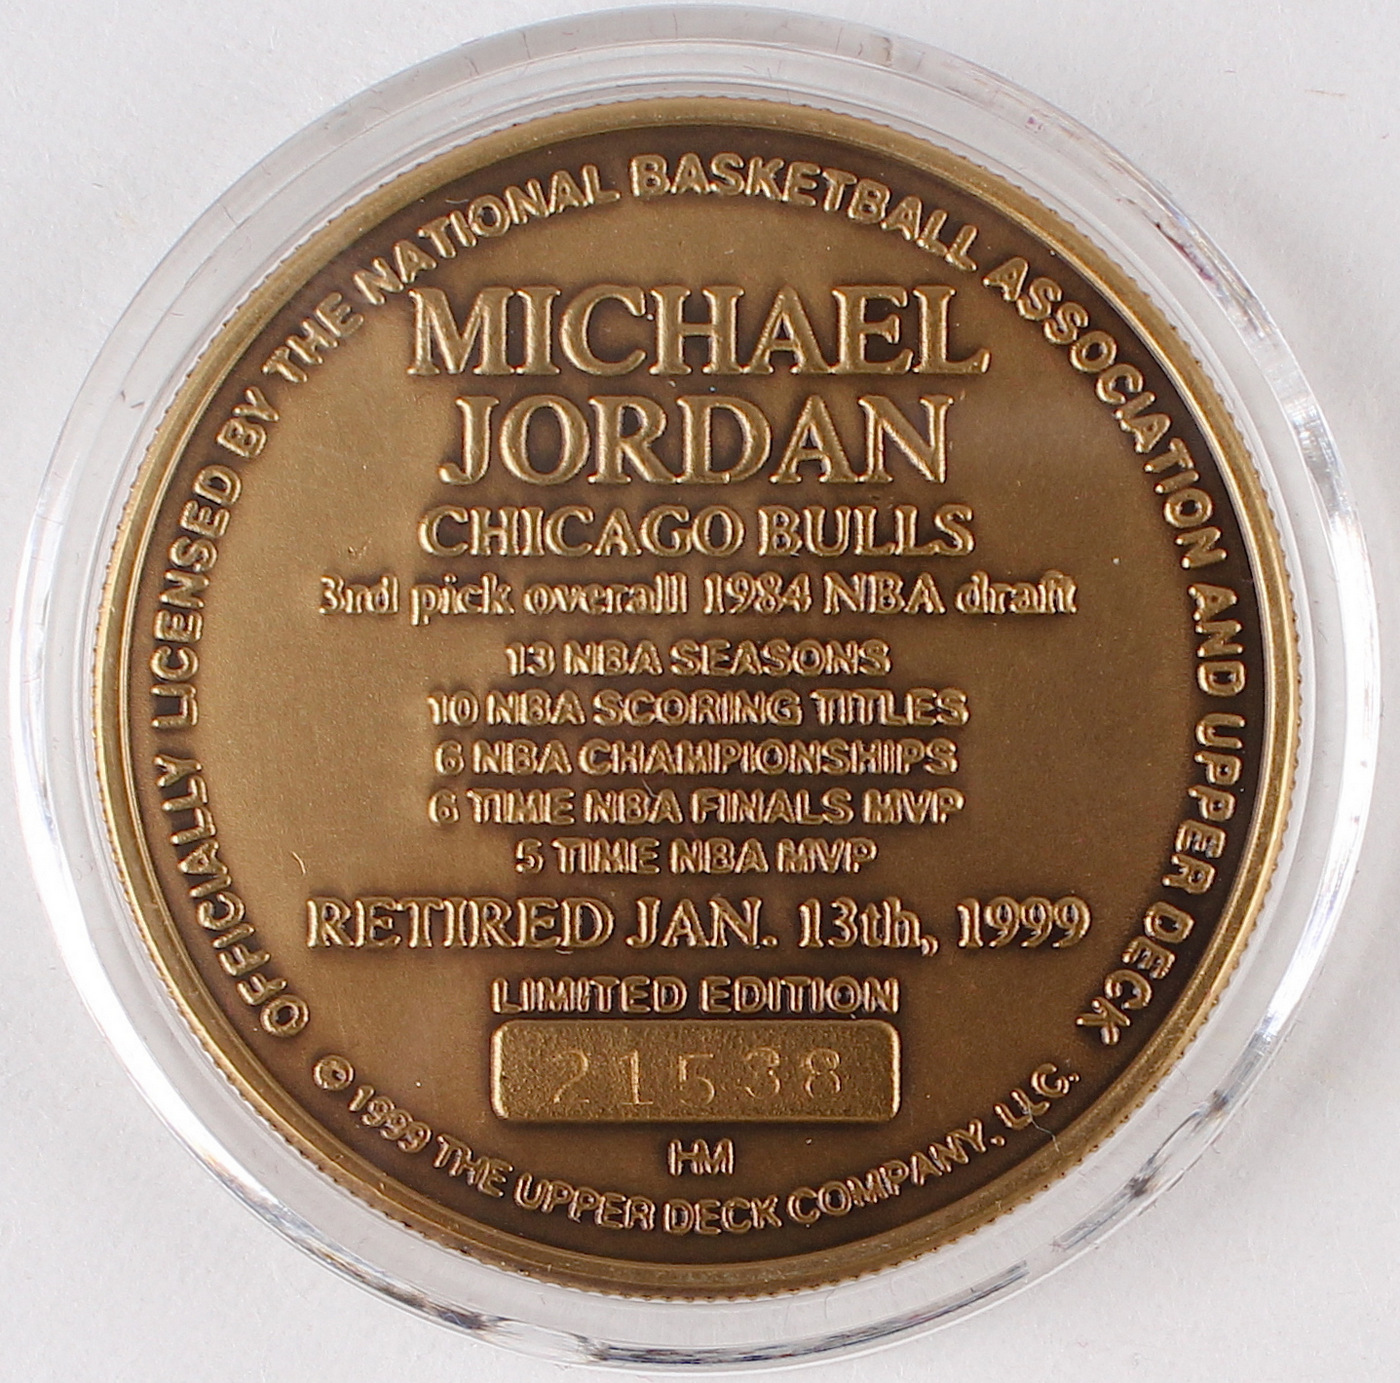 OFFICIALLY LICENSED BY THE NATIONAL BASKETBALL ASSOCIATION AND UPPER DECK
MICHAEL
JORDAN
CHICAGO BULLS
3rd pick overall 1984 NBA draft
13 NBA SEASONS
10 NBA SCORING TITLES
6 NBA CHAMPIONSHIPS
6 TIME NBA FINALS MVP
5 TIME NBA MVP
RETIRED JAN. 13th, 1999
LIMITED EDITION
21538
HM
© 1999 THE UPPER DECK COMPANY, LLC.